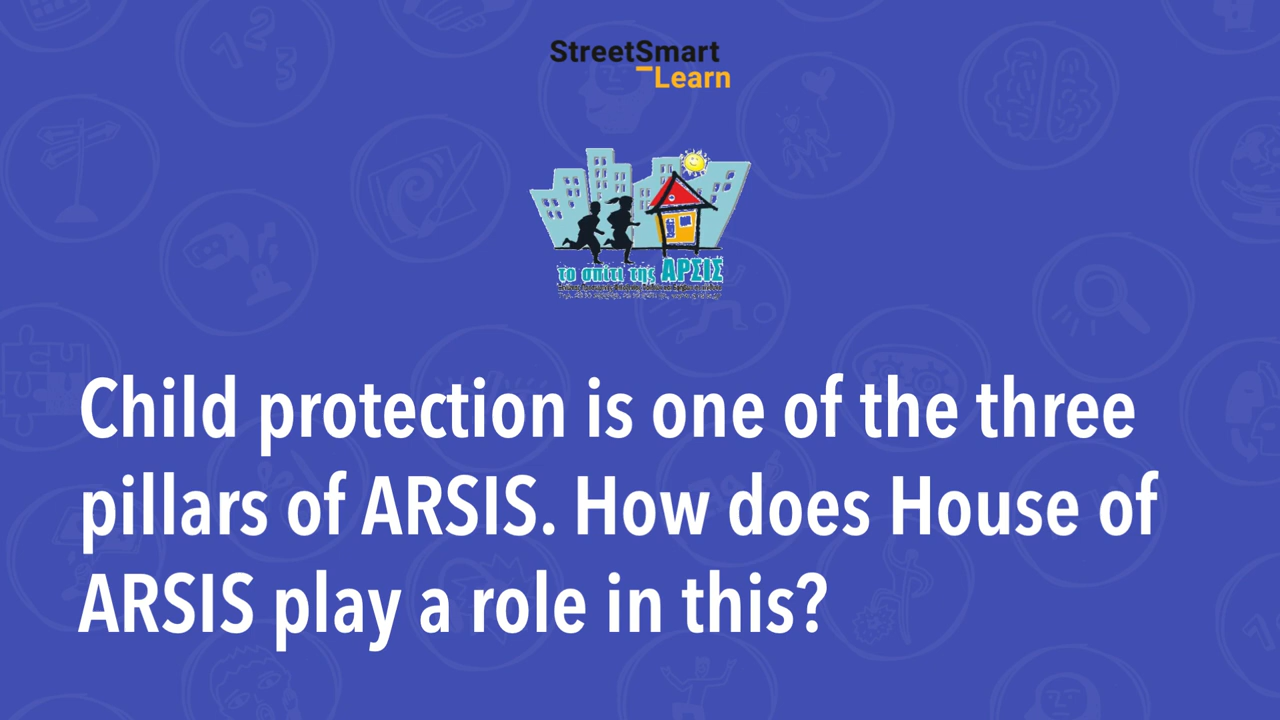 StreetSmart
Learn
το σπίτι της ΑΡΣΙΣ
Child protection is one of the three
pillars of ARSIS. How does House of
ARSIS play a role in this?